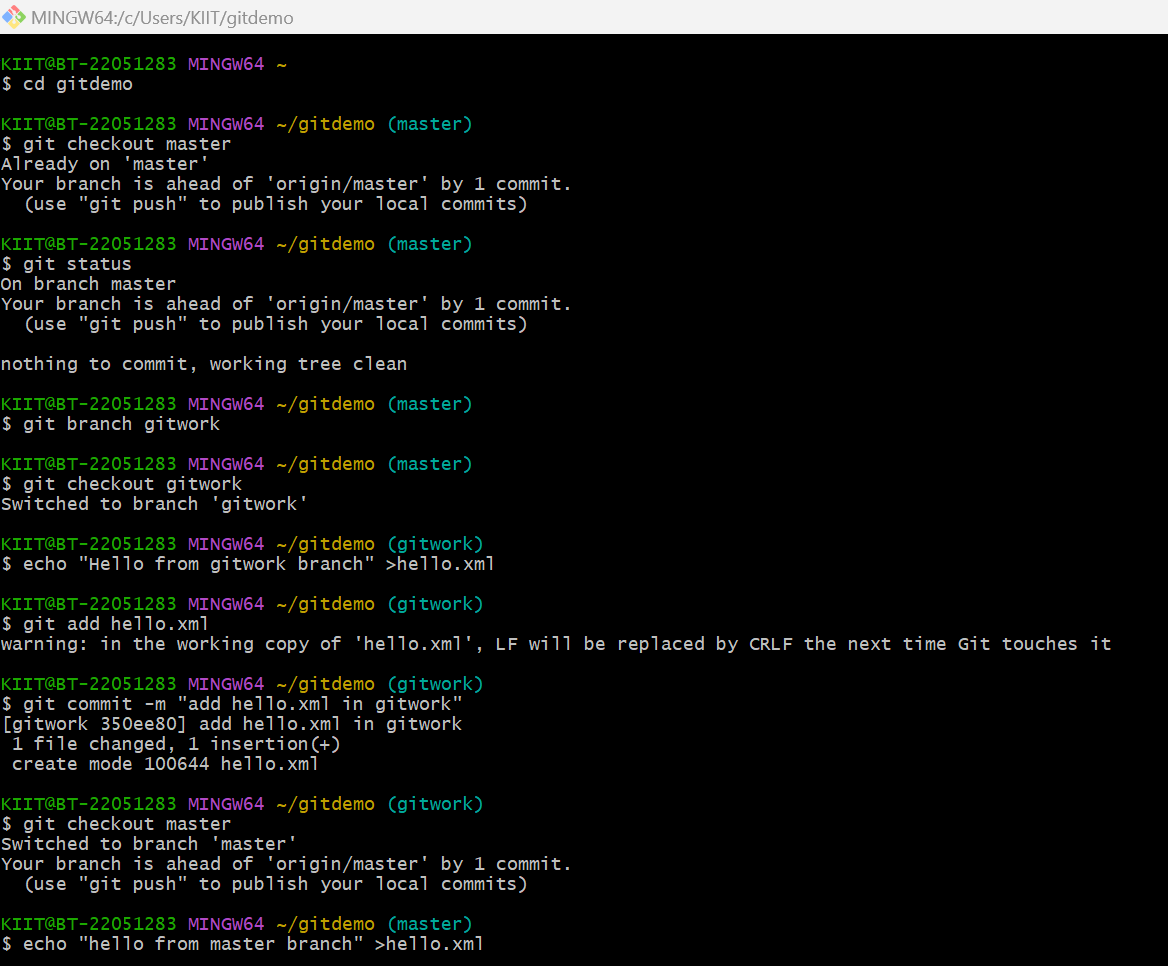 MINGW64:/c/Users/KIIT/gitdemo
KIIT@BT-22051283 MINGW64 ~
$ cd gitdemo
KIIT@BT-22051283 MINGW64 ~/gitdemo (master)
$ git checkout master
Already on 'master'
Your branch is ahead of 'origin/master' by 1 commit.
  (use "git push" to publish your local commits)
KIIT@BT-22051283 MINGW64 ~/gitdemo (master)
$ git status
On branch master
Your branch is ahead of 'origin/master' by 1 commit.
  (use "git push" to publish your local commits)
nothing to commit, working tree clean
KIIT@BT-22051283 MINGW64 ~/gitdemo (master)
$ git branch gitwork
KIIT@BT-22051283 MINGW64 ~/gitdemo (master)
$ git checkout gitwork
Switched to branch 'gitwork'
KIIT@BT-22051283 MINGW64 ~/gitdemo (gitwork)
$ echo "Hello from gitwork branch" >hello.xml
KIIT@BT-22051283 MINGW64 ~/gitdemo (gitwork)
$ git add hello.xml
warning: in the working copy of 'hello.xml', LF will be replaced by CRLF the next time Git touches it
KIIT@BT-22051283 MINGW64 ~/gitdemo (gitwork)
$ git commit -m "add hello.xml in gitwork"
[gitwork 350ee80] add hello.xml in gitwork
 1 file changed, 1 insertion(+)
 create mode 100644 hello.xml
KIIT@BT-22051283 MINGW64 ~/gitdemo (gitwork)
$ git checkout master
Switched to branch 'master'
Your branch is ahead of 'origin/master' by 1 commit.
  (use "git push" to publish your local commits)
KIIT@BT-22051283 MINGW64 ~/gitdemo (master)
$ echo "hello from master branch" >hello.xml